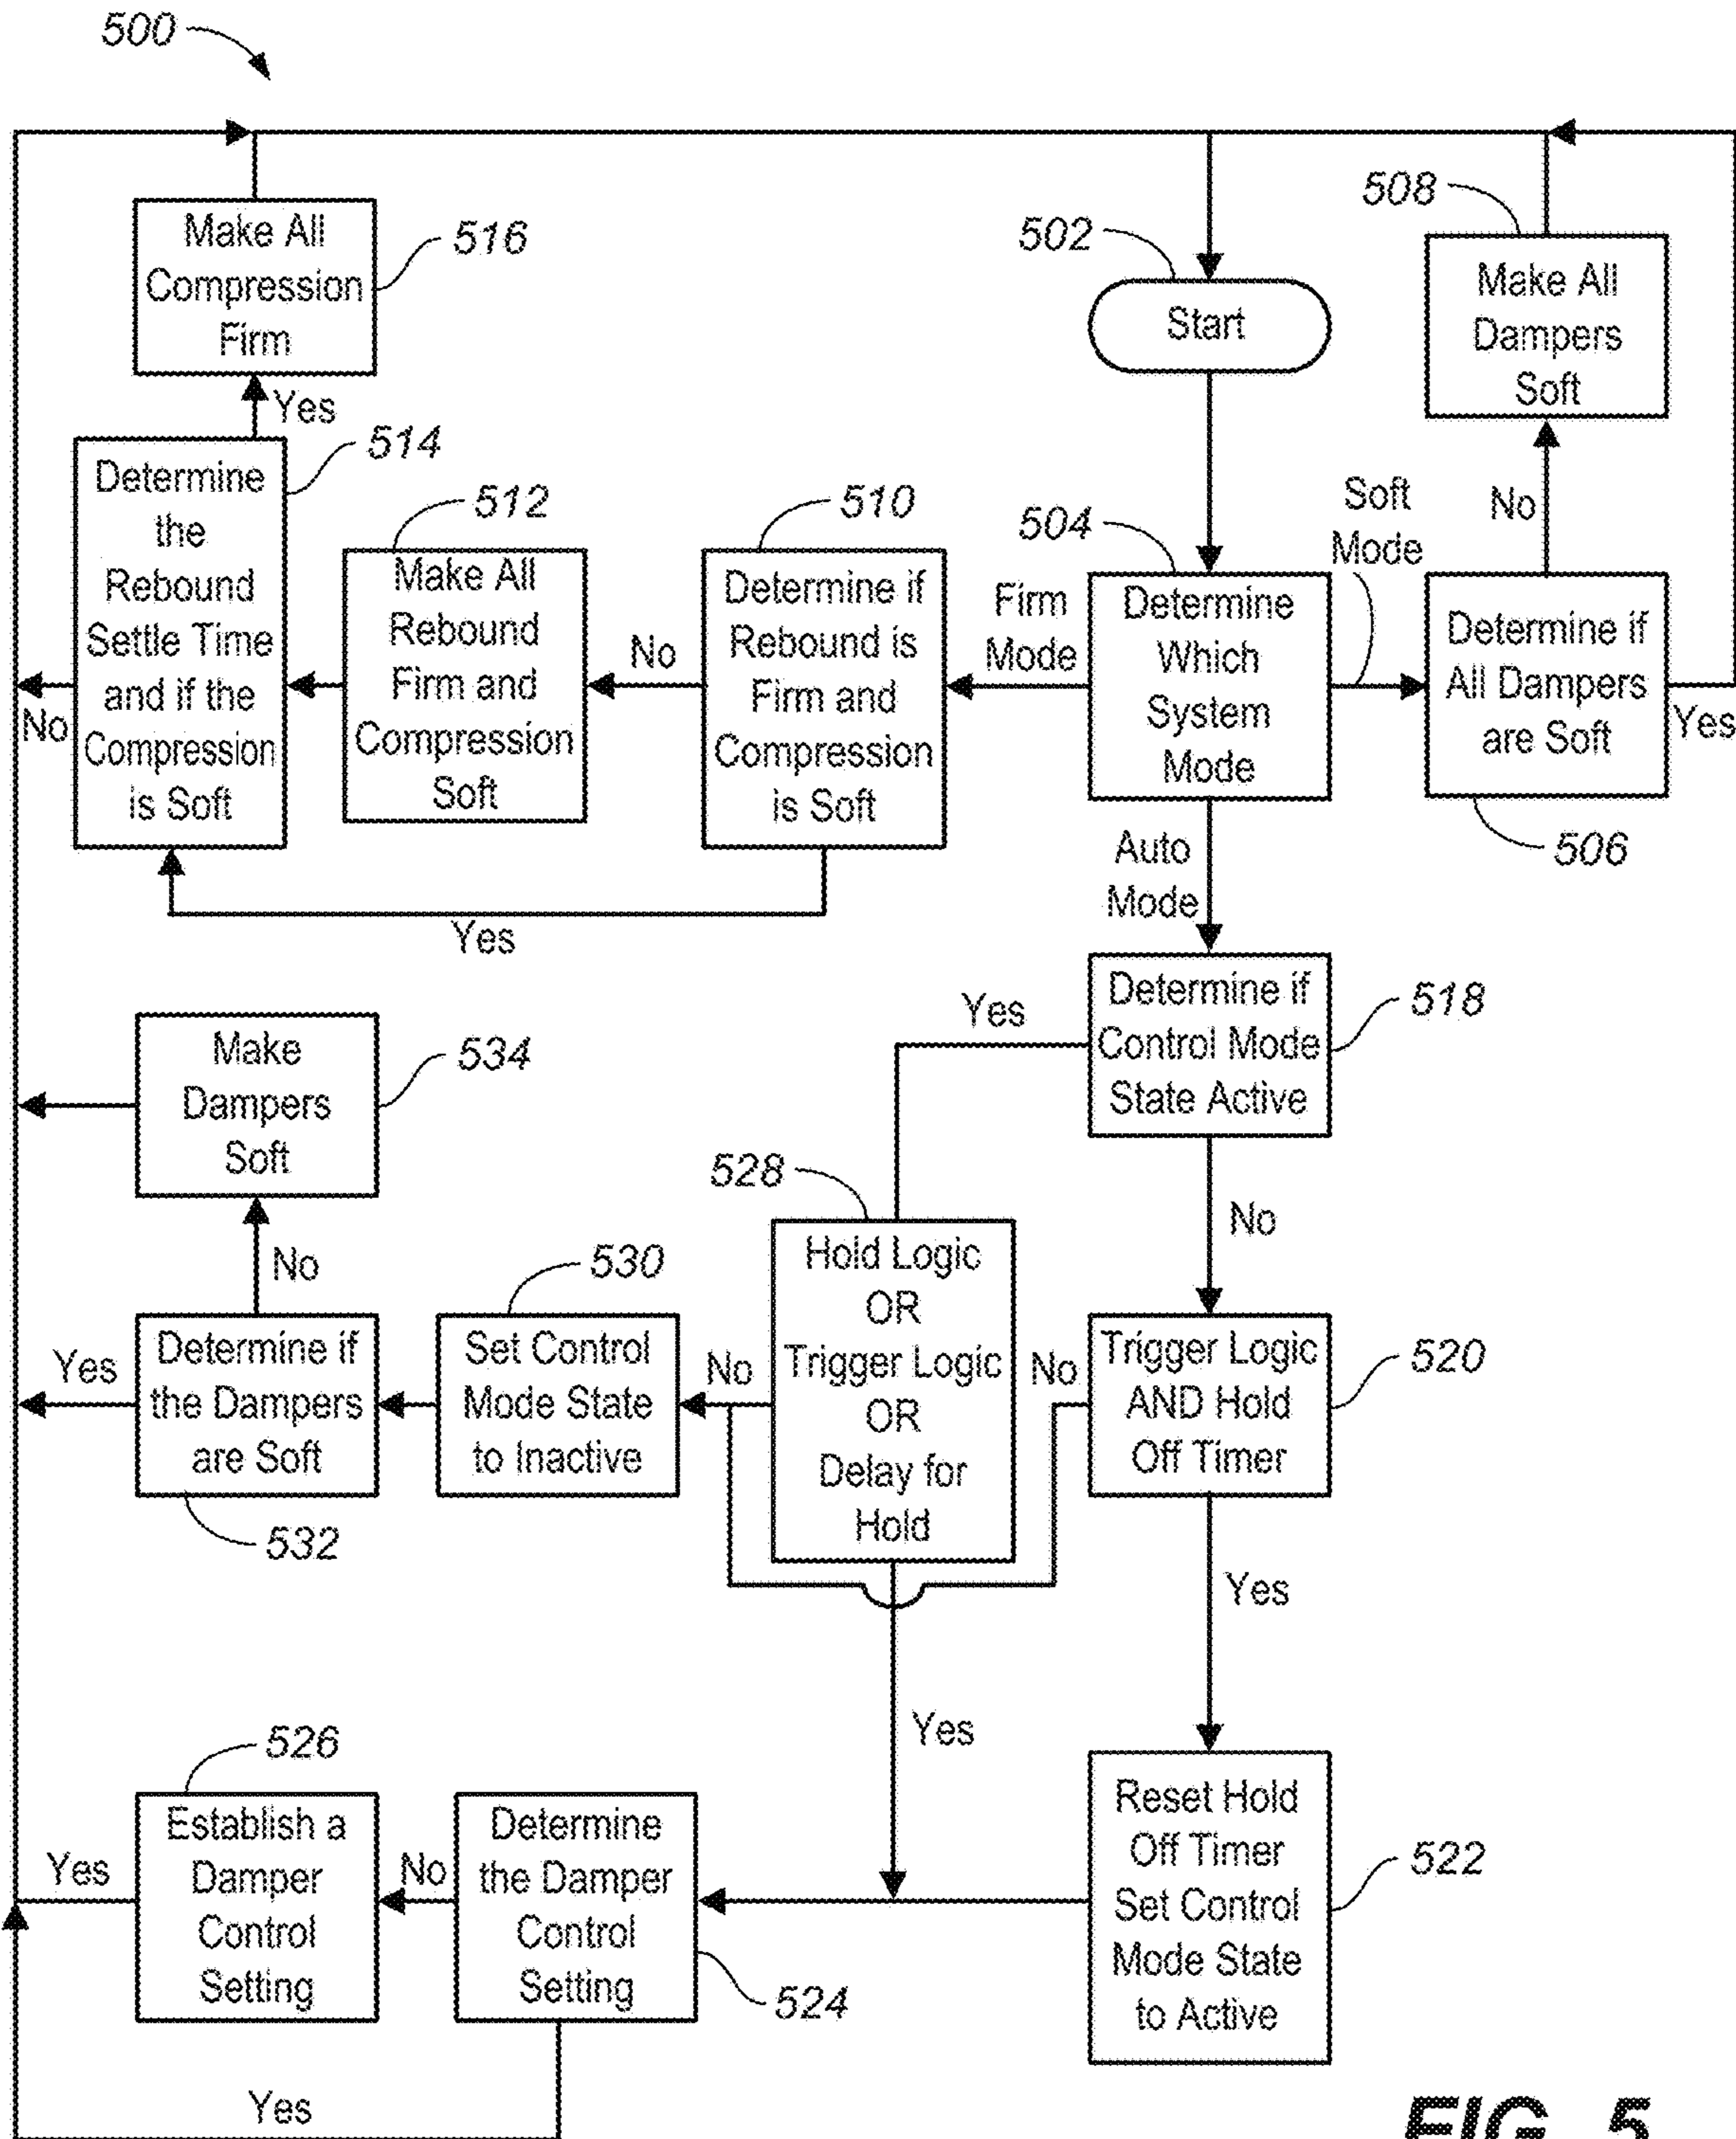 500
Make All
Compression
Firm
516
502
Start
508
Make All
Dampers
Soft
Yes
514
Determine
the
Rebound
Settle Time
and if the
Compression
is Soft
No
512
Make All
Rebound
Firm and
Compression
Soft
No
510
Determine if
Rebound is
Firm and
Compression
is Soft
Yes
Firm
Mode
504
Determine
Which
System
Mode
Soft
Mode
No
Determine if
All Dampers
are Soft
Yes
506
Auto
Mode
Determine if
Control Mode
State Active
518
Yes
No
Make
Dampers
Soft
534
No
528
Hold Logic
OR
Trigger Logic
OR
Delay for
Hold
No
530
Set Control
Mode State
to Inactive
Determine if
the Dampers
are Soft
Yes
532
No
Trigger Logic
AND Hold
Off Timer
520
Yes
Yes
526
Establish a
Damper
Control
Setting
Yes
No
Determine
the Damper
Control
Setting
524
Reset Hold
Off Timer
Set Control
Mode State
to Active
522
Yes
FIG. 5